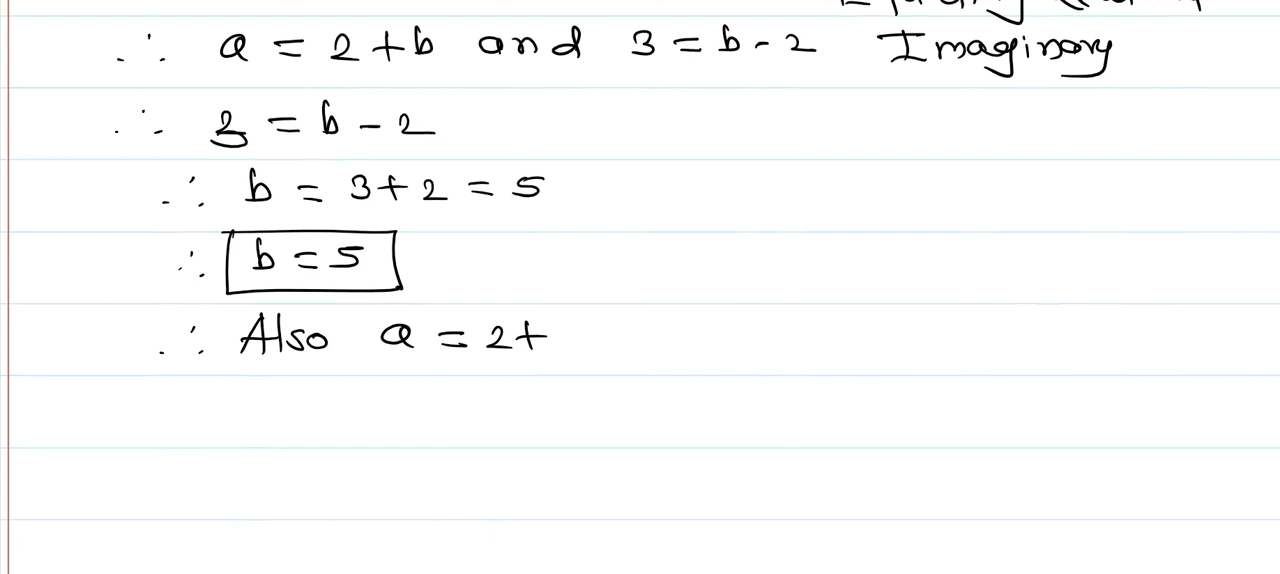 ∴ a = 2 + b and 3 = b - 2 Imaginary
∴ 3 = b - 2
∴ b = 3 + 2 = 5
∴ b = 5
∴ Also a = 2 +